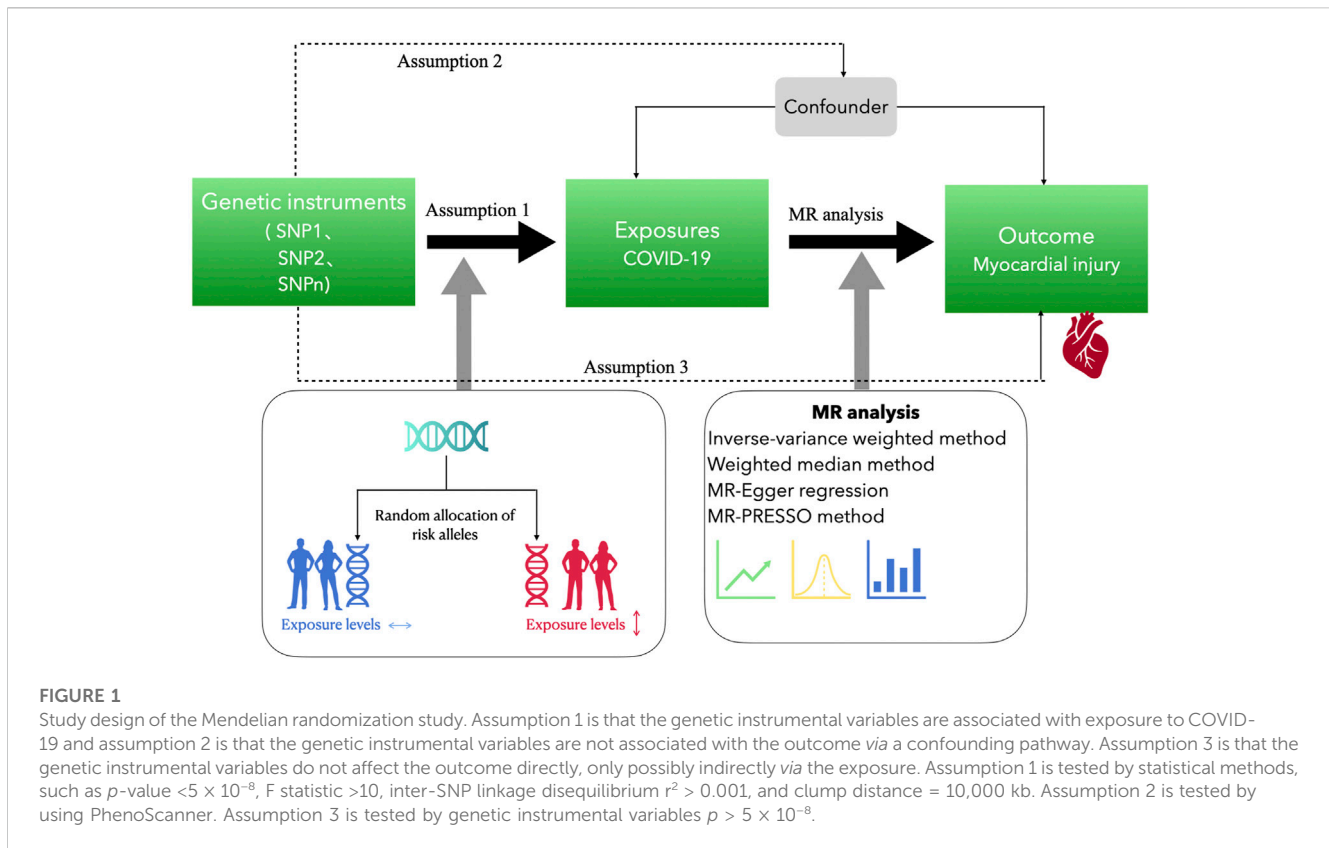 Assumption 2
Confounder
Genetic instruments
( SNP1、
SNP2、
SNPn)
Assumption 1
Exposures
COVID-19
MR analysis
Outcome
Myocardial injury
Assumption 3
Random allocation of
risk alleles
Exposure levels ↔
Exposure levels ↕
MR analysis
Inverse-variance weighted method
Weighted median method
MR-Egger regression
MR-PRESSO method
FIGURE 1
Study design of the Mendelian randomization study. Assumption 1 is that the genetic instrumental variables are associated with exposure to COVID-
19 and assumption 2 is that the genetic instrumental variables are not associated with the outcome via a confounding pathway. Assumption 3 is that the
genetic instrumental variables do not affect the outcome directly, only possibly indirectly via the exposure. Assumption 1 is tested by statistical methods,
such as p-value <5 × 10⁻⁸, F statistic >10, inter-SNP linkage disequilibrium r² > 0.001, and clump distance = 10,000 kb. Assumption 2 is tested by
using PhenoScanner. Assumption 3 is tested by genetic instrumental variables p > 5 × 10⁻⁸.